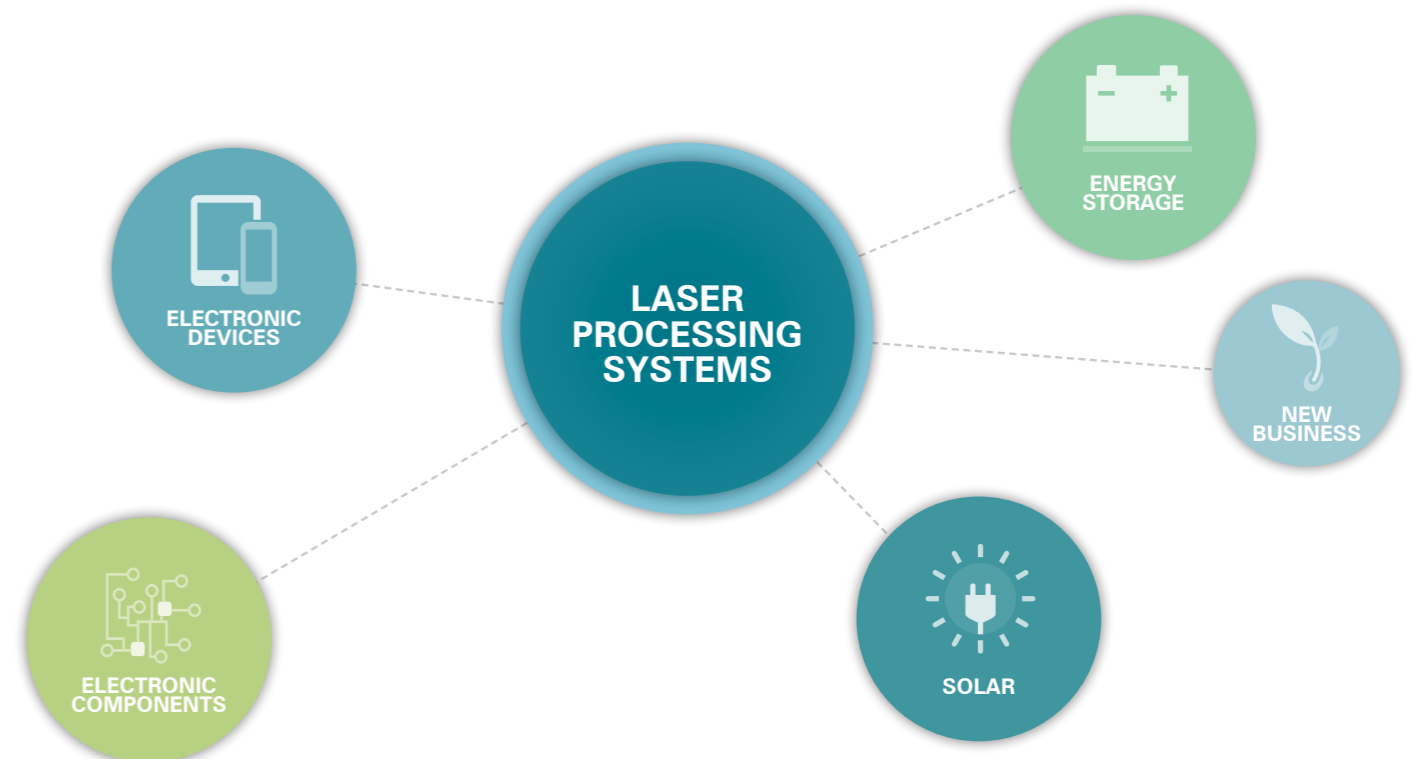 ENERGY
STORAGE
ELECTRONIC
DEVICES
LASER
PROCESSING
SYSTEMS
NEW
BUSINESS
ELECTRONIC
COMPONENTS
SOLAR